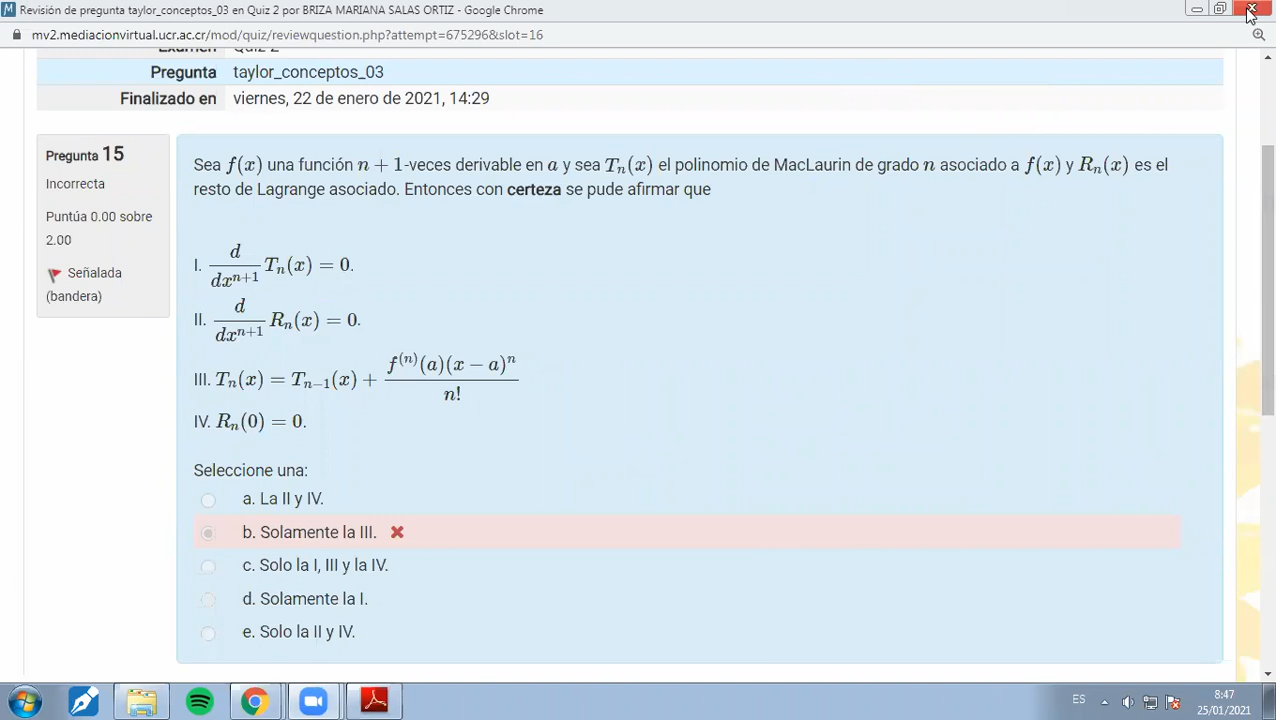 Revisión de pregunta taylor_conceptos_03 en Quiz 2 por BRIZA MARIANA SALAS ORTIZ - Google Chrome
mv2.mediacionvirtual.ucr.ac.cr/mod/quiz/reviewquestion.php?attempt=675296&slot=16
Examen Quiz 2
Pregunta taylor_conceptos_03
Finalizado en viernes, 22 de enero de 2021, 14:29
Pregunta 15
Incorrecta
Puntúa 0.00 sobre
2.00
Señalada
(bandera)
Sea f(x) una función n + 1-veces derivable en a y sea Tₙ(x) el polinomio de MacLaurin de grado n asociado a f(x) y Rₙ(x) es el
resto de Lagrange asociado. Entonces con certeza se pude afirmar que
I. d/dxⁿ⁺¹ Tₙ(x) = 0.
II. d/dxⁿ⁺¹ Rₙ(x) = 0.
III. Tₙ(x) = Tₙ₋₁(x) + f⁽ⁿ⁾(a)(x − a)ⁿ/n!
IV. Rₙ(0) = 0.
Seleccione una:
a. La II y IV.
b. Solamente la III.
c. Solo la I, III y la IV.
d. Solamente la I.
e. Solo la II y IV.
ES
8:47
25/01/2021